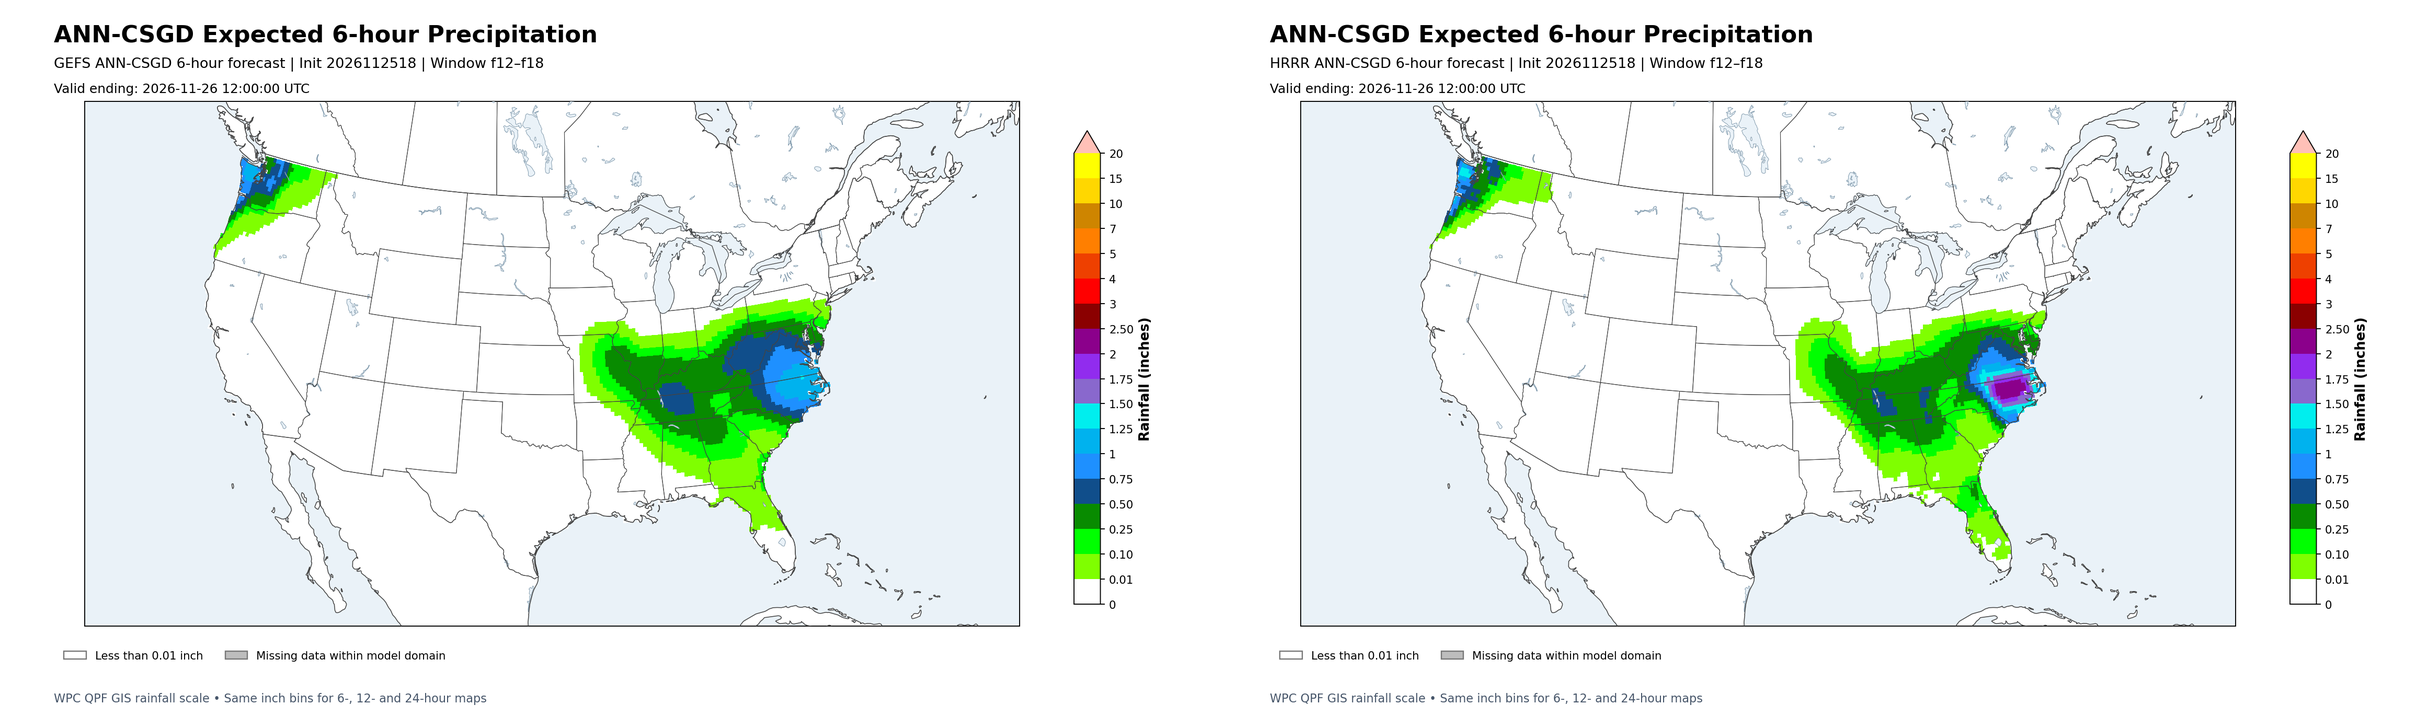 ANN-CSGD Expected 6-hour Precipitation
GEFS ANN-CSGD 6-hour forecast | Init 2026112518 | Window f12–f18
Valid ending: 2026-11-26 12:00:00 UTC
20
15
10
7
5
4
3
2.50
2
1.75
1.50
1.25
1
0.75
0.50
0.25
0.10
0.01
0
Rainfall (inches)
Less than 0.01 inch
Missing data within model domain
WPC QPF GIS rainfall scale • Same inch bins for 6-, 12- and 24-hour maps
ANN-CSGD Expected 6-hour Precipitation
HRRR ANN-CSGD 6-hour forecast | Init 2026112518 | Window f12–f18
Valid ending: 2026-11-26 12:00:00 UTC
20
15
10
7
5
4
3
2.50
2
1.75
1.50
1.25
1
0.75
0.50
0.25
0.10
0.01
0
Rainfall (inches)
Less than 0.01 inch
Missing data within model domain
WPC QPF GIS rainfall scale • Same inch bins for 6-, 12- and 24-hour maps